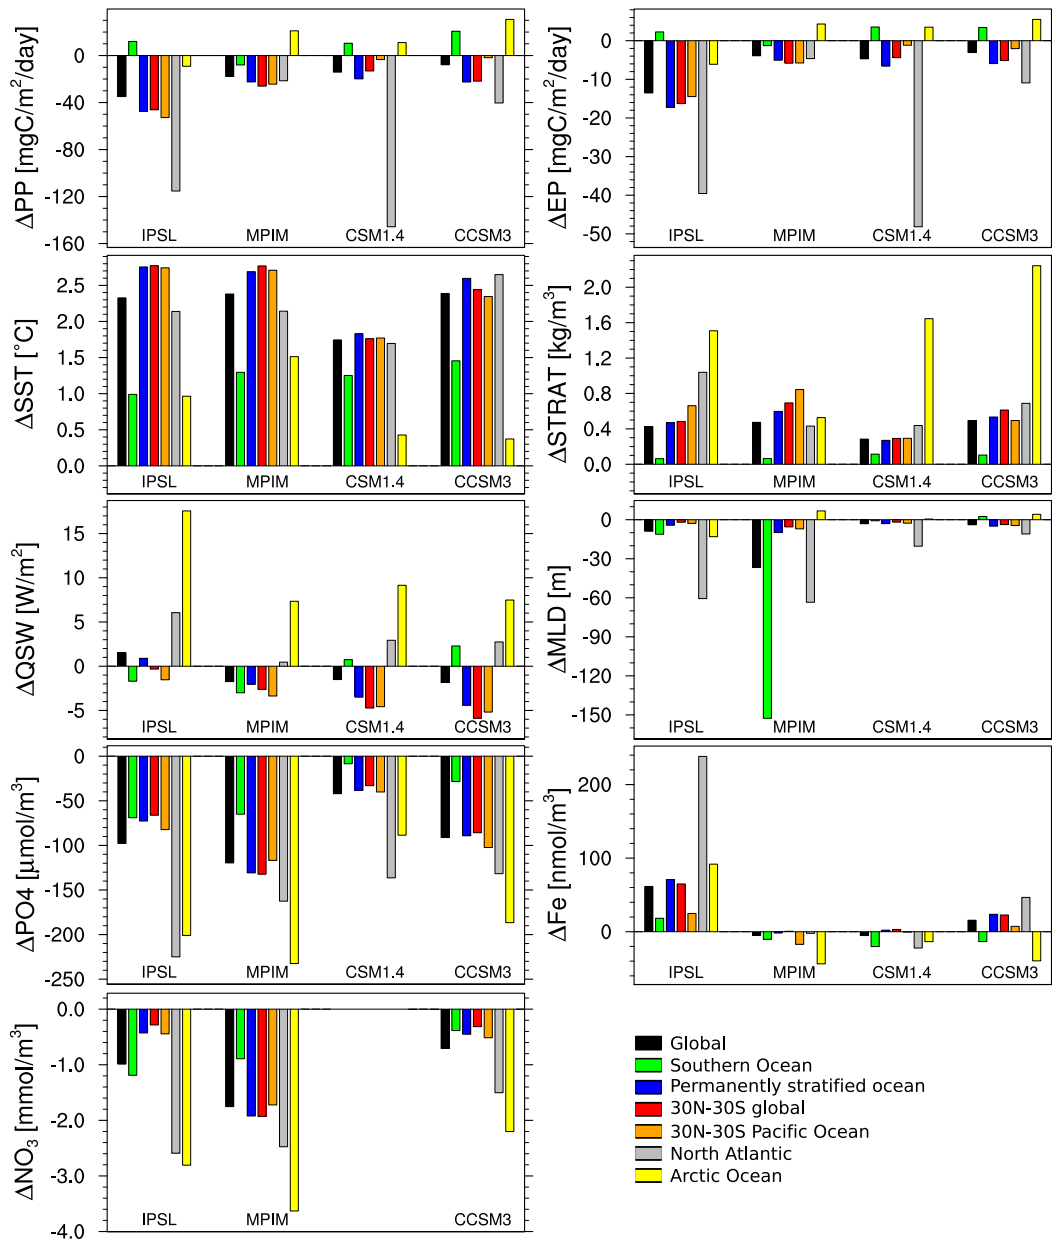 ΔPP [mgC/m²/day]
0
-40
-80
-120
-160
IPSL MPIM CSM1.4 CCSM3
ΔEP [mgC/m²/day]
0
-10
-20
-30
-40
-50
IPSL MPIM CSM1.4 CCSM3
ΔSST [°C]
2.5
2.0
1.5
1.0
0.5
0.0
IPSL MPIM CSM1.4 CCSM3
ΔSTRAT [kg/m³]
2.0
1.6
1.2
0.8
0.4
0.0
IPSL MPIM CSM1.4 CCSM3
ΔQSW [W/m²]
15
10
5
0
-5
IPSL MPIM CSM1.4 CCSM3
ΔMLD [m]
0
-30
-60
-90
-120
-150
IPSL MPIM CSM1.4 CCSM3
ΔPO4 [μmol/m³]
0
-50
-100
-150
-200
-250
IPSL MPIM CSM1.4 CCSM3
ΔFe [nmol/m³]
200
100
0
IPSL MPIM CSM1.4 CCSM3
ΔNO₃ [mmol/m³]
0.0
-1.0
-2.0
-3.0
-4.0
IPSL MPIM CCSM3
Global
Southern Ocean
Permanently stratified ocean
30N-30S global
30N-30S Pacific Ocean
North Atlantic
Arctic Ocean